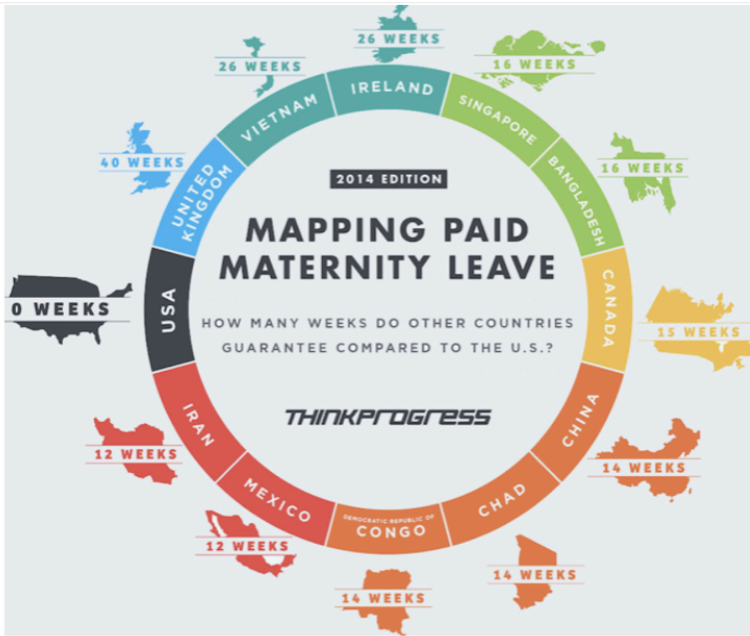 2014 EDITION
MAPPING PAID
MATERNITY LEAVE
HOW MANY WEEKS DO OTHER COUNTRIES
GUARANTEE COMPARED TO THE U.S.?
THINKPROGRESS
IRELAND
26 WEEKS
SINGAPORE
16 WEEKS
BANGLADESH
16 WEEKS
CANADA
15 WEEKS
CHINA
14 WEEKS
CHAD
14 WEEKS
DEMOCRATIC REPUBLIC OF
CONGO
14 WEEKS
MEXICO
12 WEEKS
IRAN
12 WEEKS
USA
0 WEEKS
UNITED
KINGDOM
40 WEEKS
VIETNAM
26 WEEKS